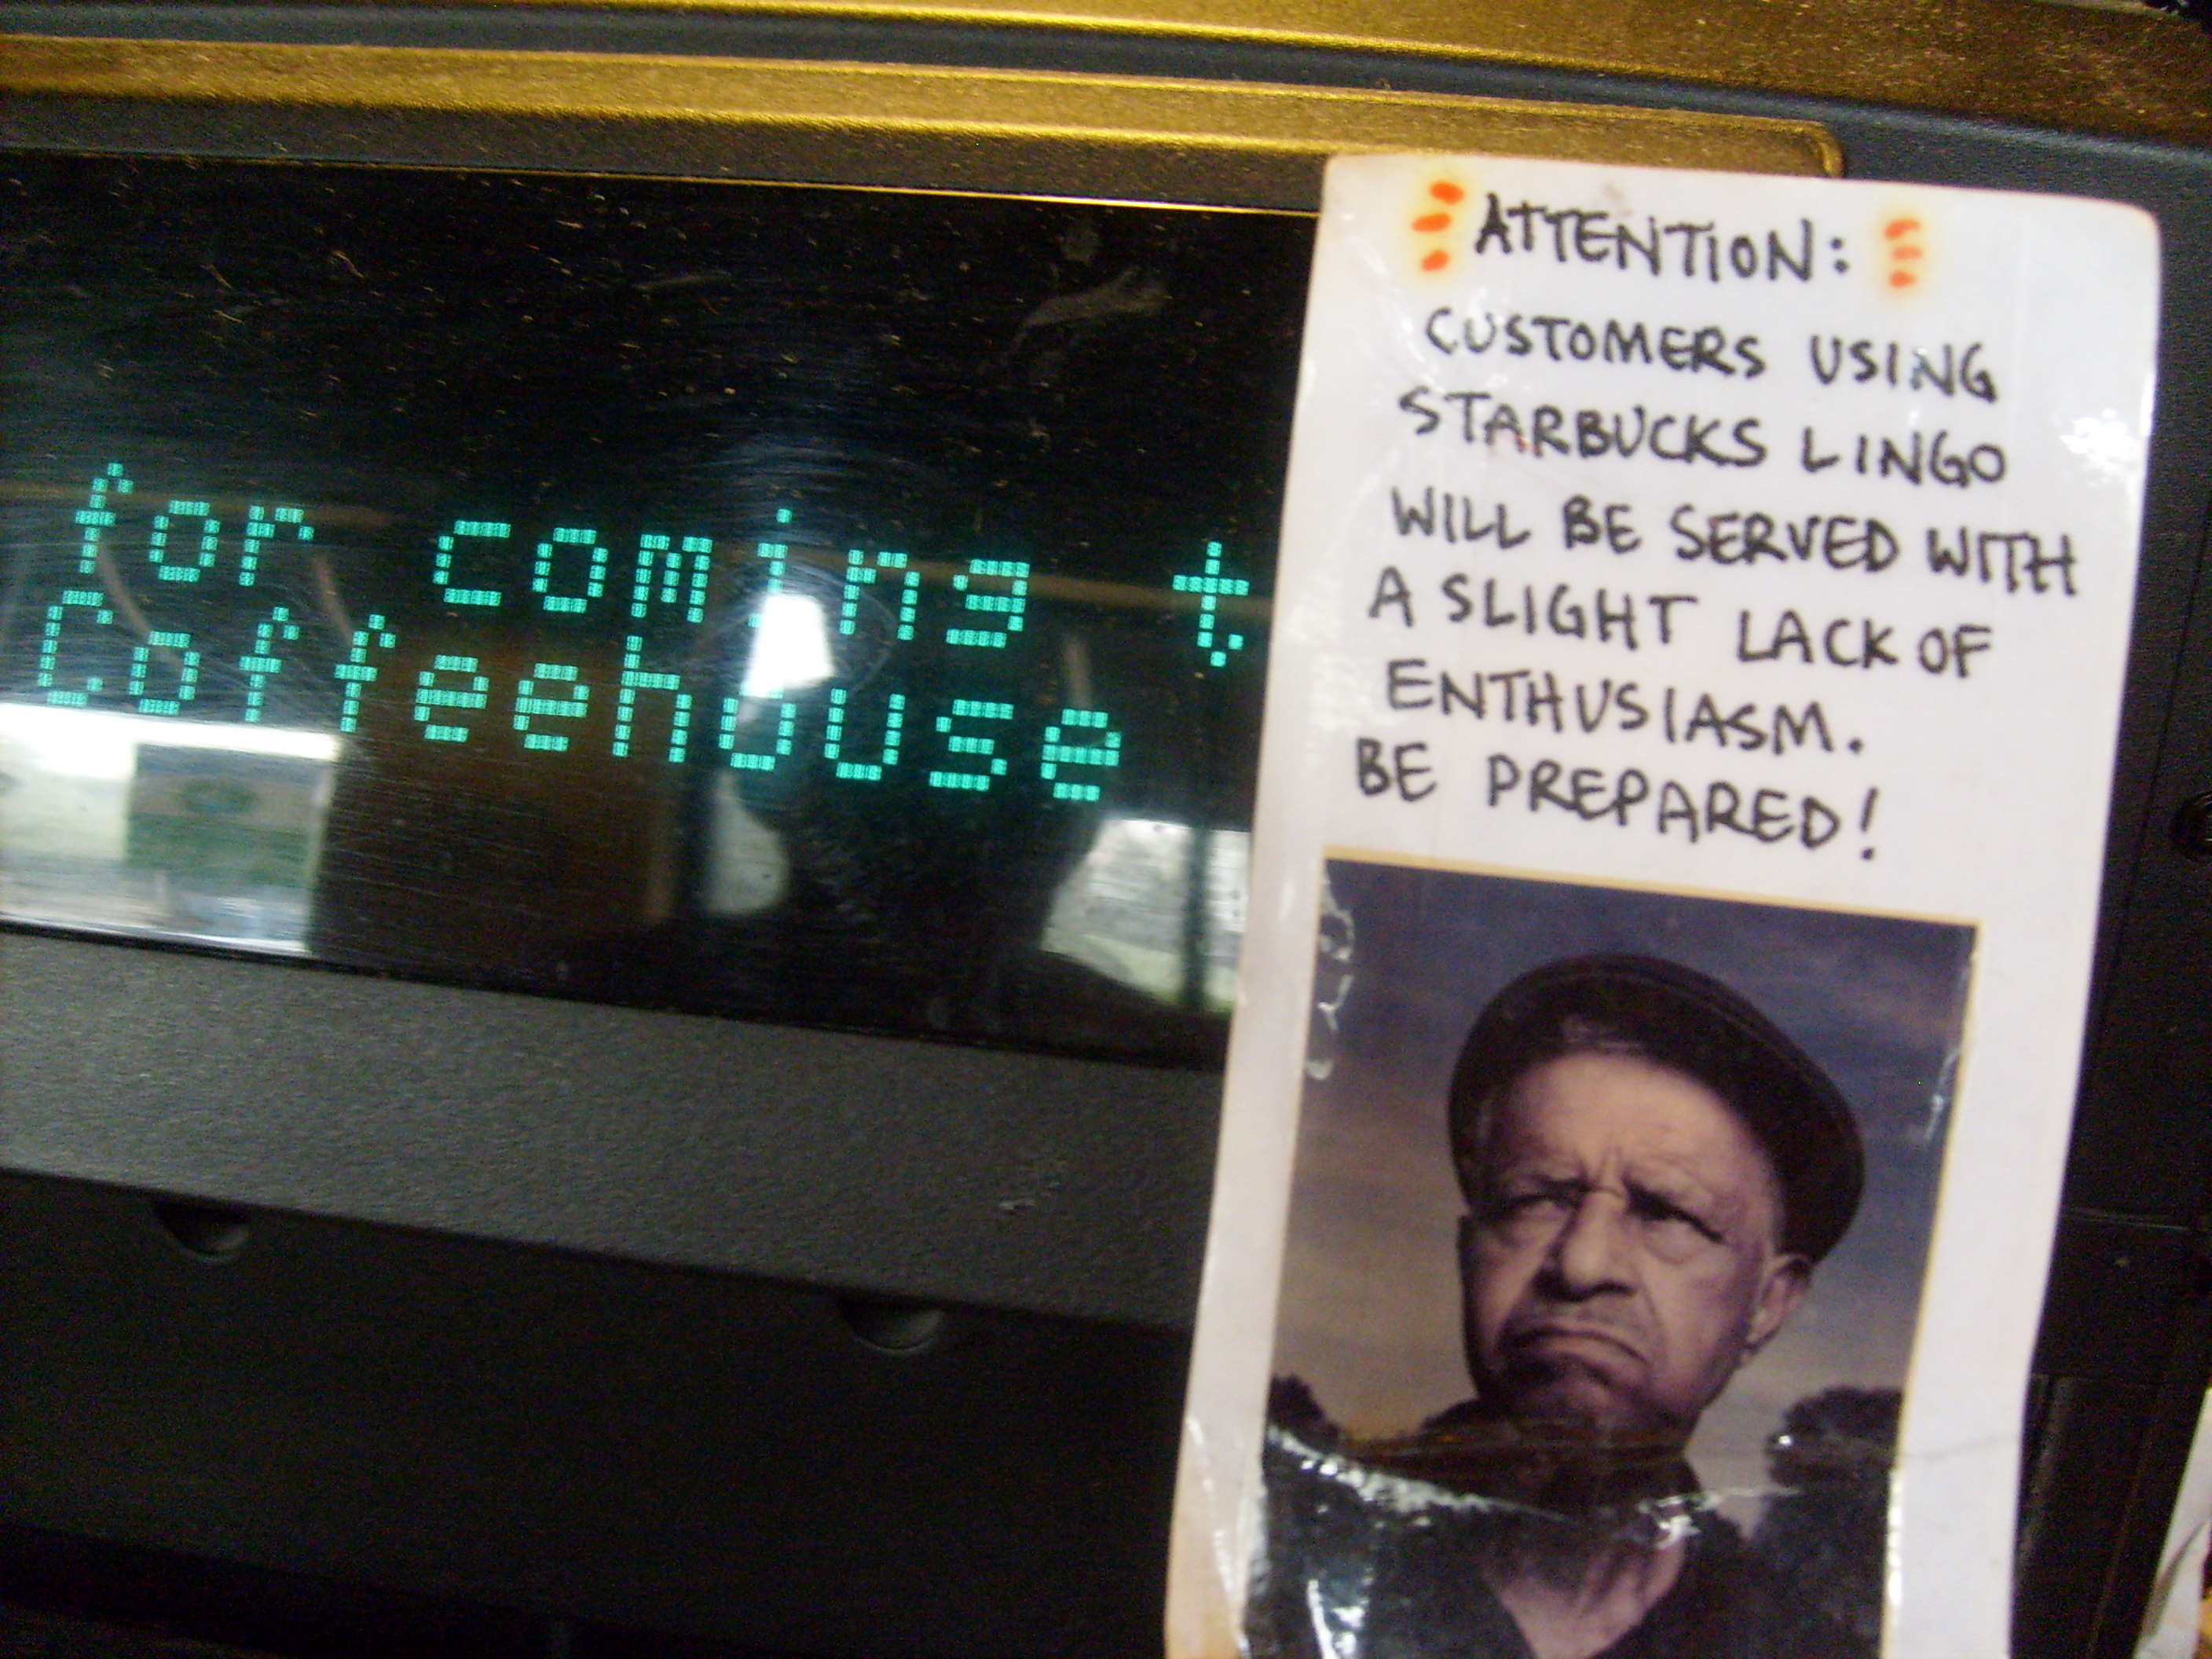 for coming t
Coffeehouse
ATTENTION:
CUSTOMERS USING
STARBUCKS LINGO
WILL BE SERVED WITH
A SLIGHT LACK OF
ENTHUSIASM.
BE PREPARED!